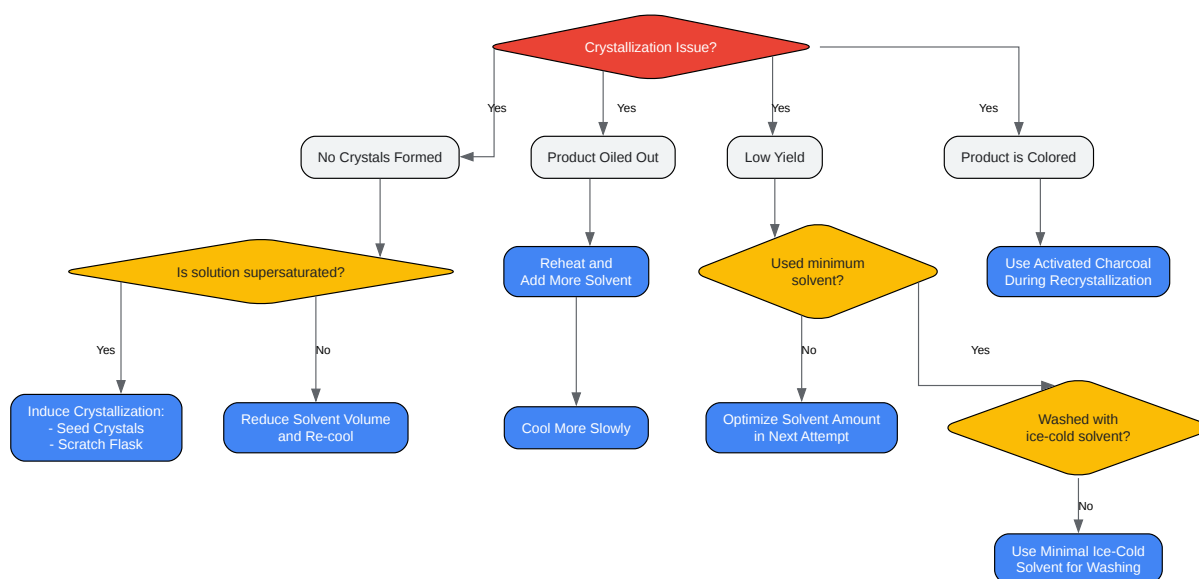 Crystallization Issue?
Yes
Yes
Yes
Yes
No Crystals Formed
Product Oiled Out
Low Yield
Product is Colored
Is solution supersaturated?
Reheat and
Add More Solvent
Used minimum
solvent?
Use Activated Charcoal
During Recrystallization
Yes
No
No
Yes
Induce Crystallization:
- Seed Crystals
- Scratch Flask
Reduce Solvent Volume
and Re-cool
Cool More Slowly
Optimize Solvent Amount
in Next Attempt
Washed with
ice-cold solvent?
No
Use Minimal Ice-Cold
Solvent for Washing